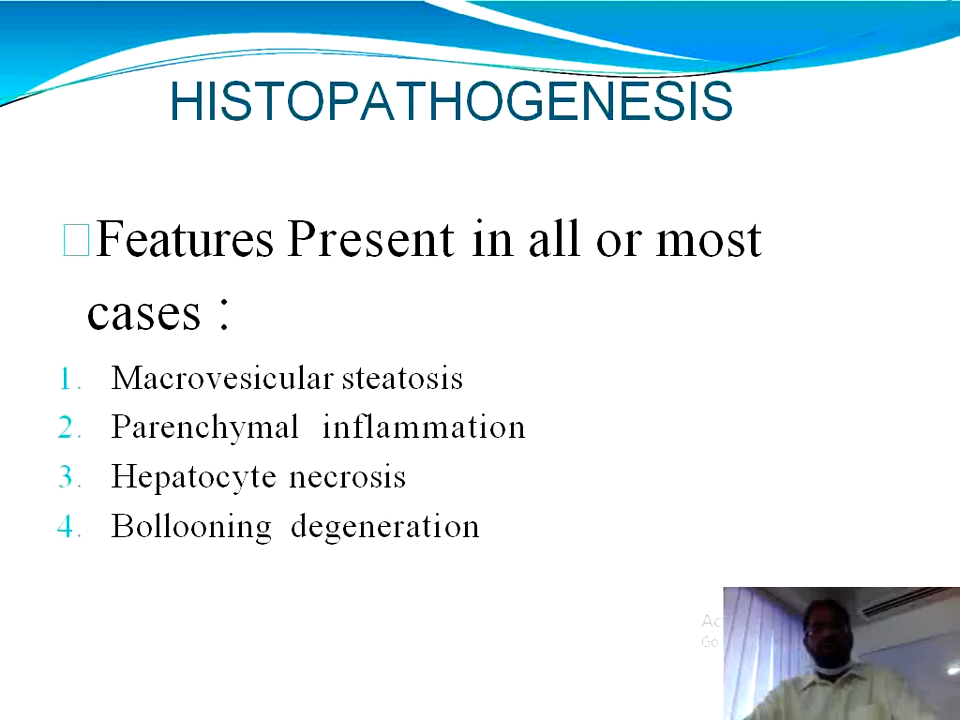 HISTOPATHOGENESIS
Features Present in all or most
cases :
1. Macrovesicular steatosis
2. Parenchymal inflammation
3. Hepatocyte necrosis
4. Bollooning degeneration
Go